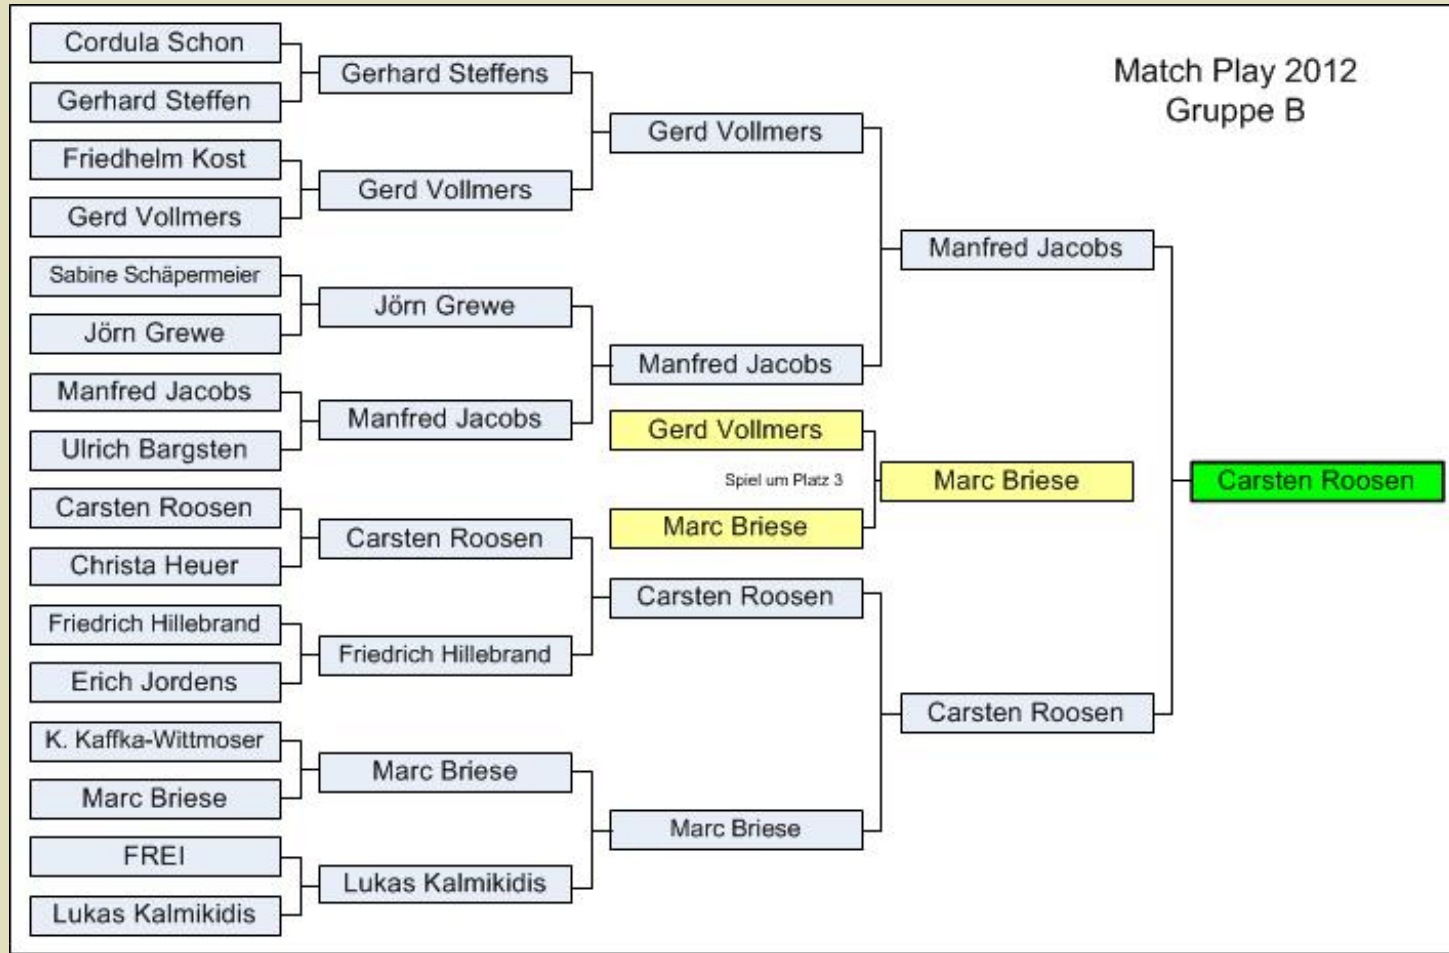 Match Play 2012
Gruppe B
Cordula Schon
Gerhard Steffen
Friedhelm Kost
Gerd Vollmers
Sabine Schäpermeier
Jörn Grewe
Manfred Jacobs
Ulrich Bargsten
Carsten Roosen
Christa Heuer
Friedrich Hillebrand
Erich Jordens
K. Kaffka-Wittmoser
Marc Briese
FREI
Lukas Kalmikidis
Gerhard Steffens
Gerd Vollmers
Jörn Grewe
Manfred Jacobs
Carsten Roosen
Friedrich Hillebrand
Marc Briese
Lukas Kalmikidis
Gerd Vollmers
Manfred Jacobs
Gerd Vollmers
Spiel um Platz 3
Marc Briese
Carsten Roosen
Marc Briese
Manfred Jacobs
Marc Briese
Carsten Roosen
Carsten Roosen